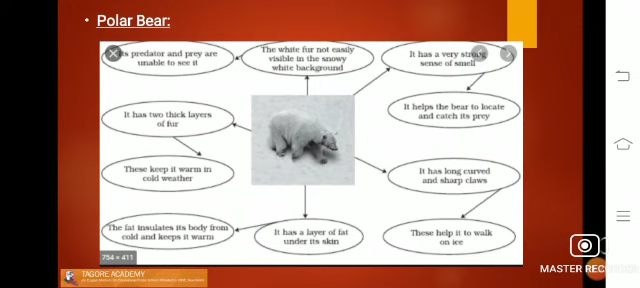 • Polar Bear:
Its predator and prey are
unable to see it
The white fur not easily
visible in the snowy
white background
It has a very strong
sense of smell
It helps the bear to locate
and catch its prey
It has two thick layers
of fur
These keep it warm in
cold weather
It has long curved
and sharp claws
The fat insulates its body from
cold and keeps it warm
It has a layer of fat
under its skin
These help it to walk
on ice
754 × 411
TAGORE ACADEMY
MASTER RECORDER